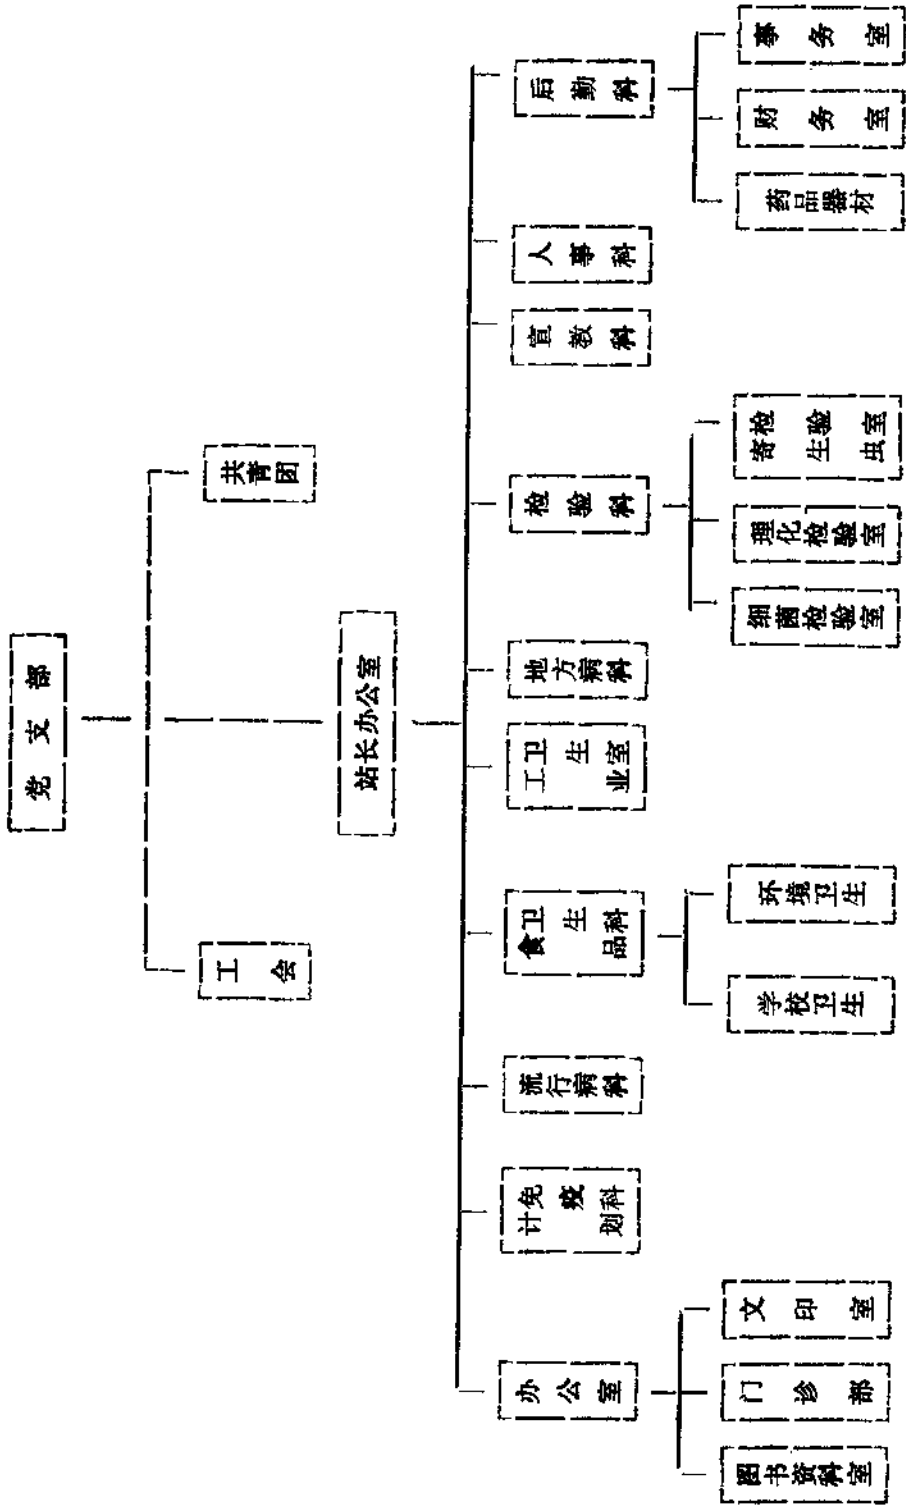 党支部
工会
共青团
站长办公室
办公室
计划
免疫科
流行病科
食品
卫生科
工业
卫生室
地方病科
检验科
宣教科
人事科
后勤科
图书资料室
门诊部
文印室
学校卫生
环境卫生
细菌检验室
理化检验室
寄生虫
检验室
药品器材
财务室
事务室